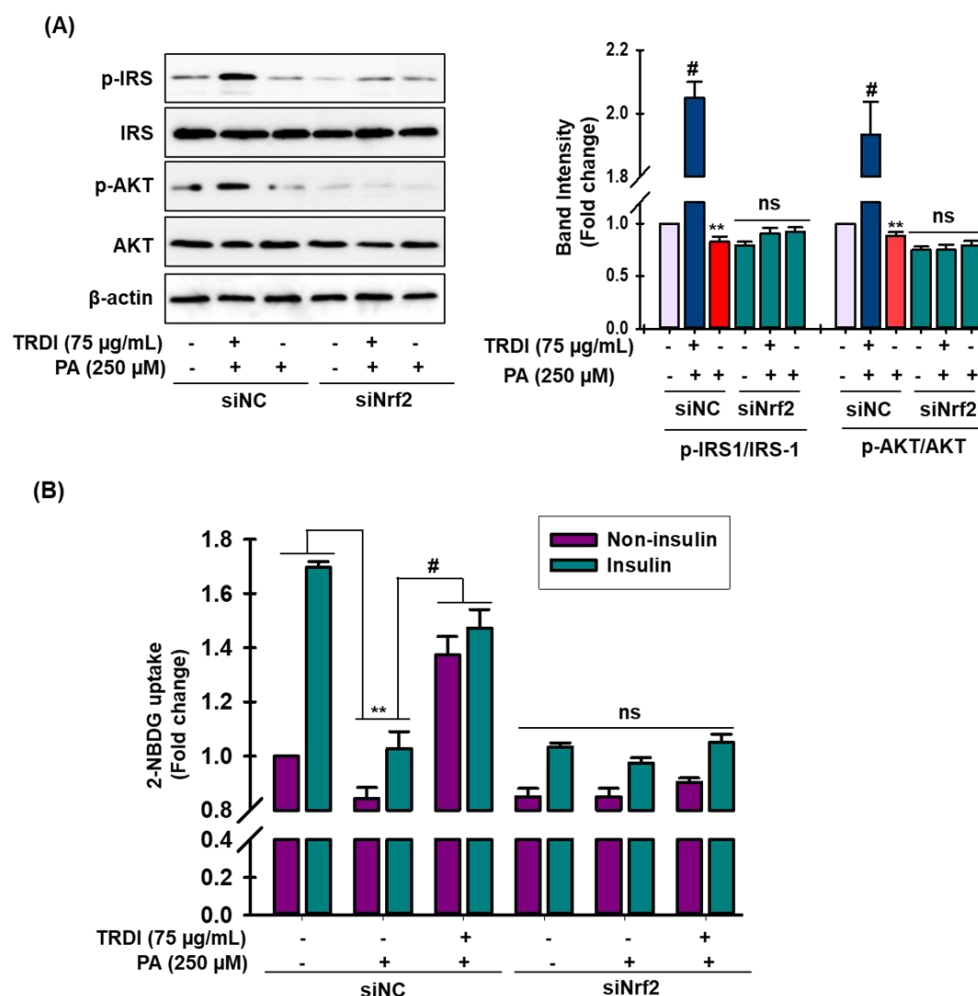 (A)
p-IRS
IRS
p-AKT
AKT
β-actin
TRDI (75 µg/mL) - + - - + -
PA (250 µM) - + + - + +
siNC siNrf2
Band Intensity
(Fold change)
2.2
2.0
1.8
1.0
0.5
0.0
# ** ns # ** ns
TRDI (75 µg/mL) - + - - + - - + - - + -
PA (250 µM) - + + - + + - + + - + +
siNC siNrf2 siNC siNrf2
p-IRS1/IRS-1 p-AKT/AKT
(B)
2-NBDG uptake
(Fold change)
1.8
1.6
1.4
1.2
1.0
0.8
0.4
0.2
0.0
Non-insulin
Insulin
** # ns
TRDI (75 µg/mL) - - + - - +
PA (250 µM) - + + - + +
siNC siNrf2